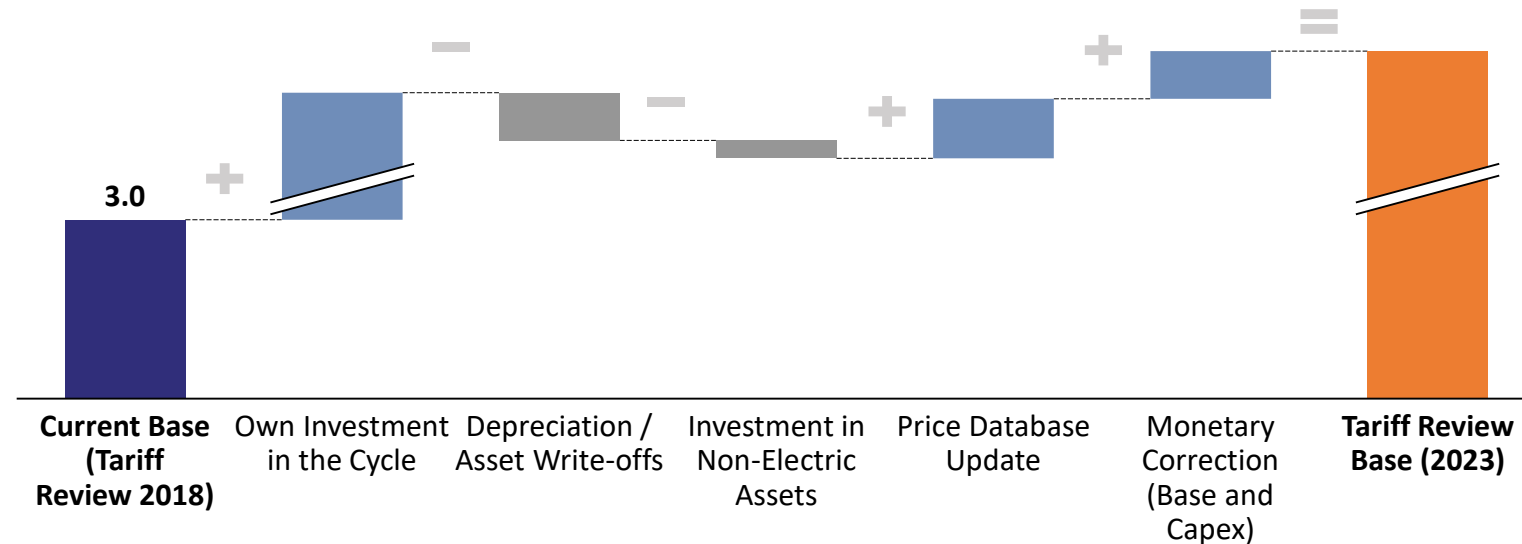 3.0
Current Base
(Tariff
Review 2018)
Own Investment
in the Cycle
Depreciation /
Asset Write-offs
Investment in
Non-Electric
Assets
Price Database
Update
Monetary
Correction
(Base and
Capex)
Tariff Review
Base (2023)